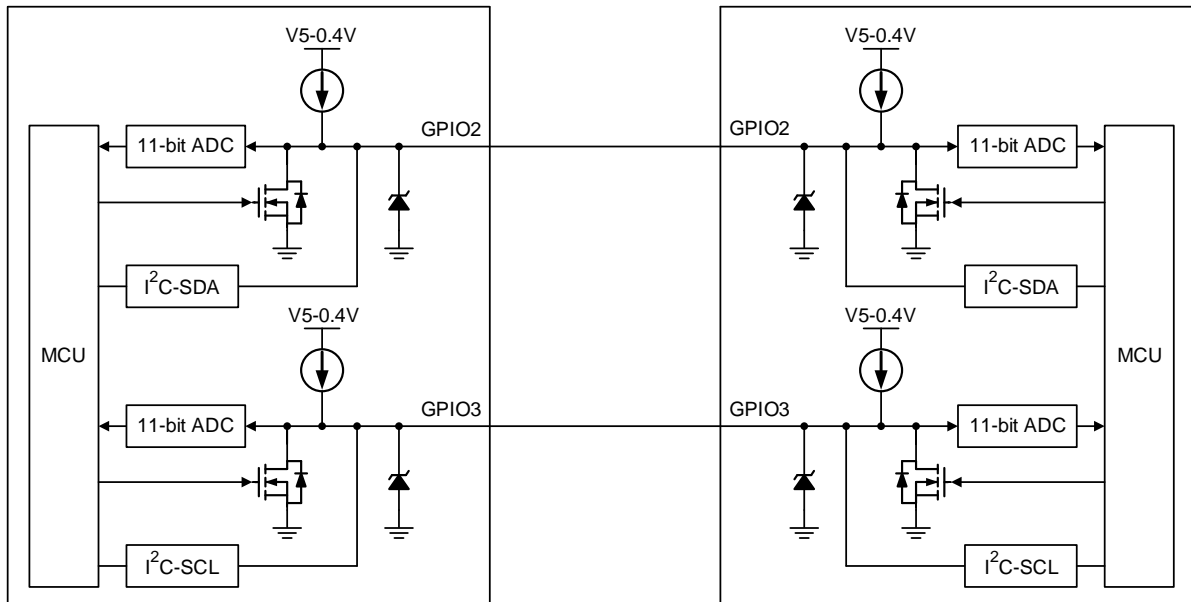 V5-0.4V
V5-0.4V
GPIO2
GPIO2
11-bit ADC
11-bit ADC
I²C-SDA
I²C-SDA
V5-0.4V
V5-0.4V
MCU
MCU
GPIO3
GPIO3
11-bit ADC
11-bit ADC
I²C-SCL
I²C-SCL